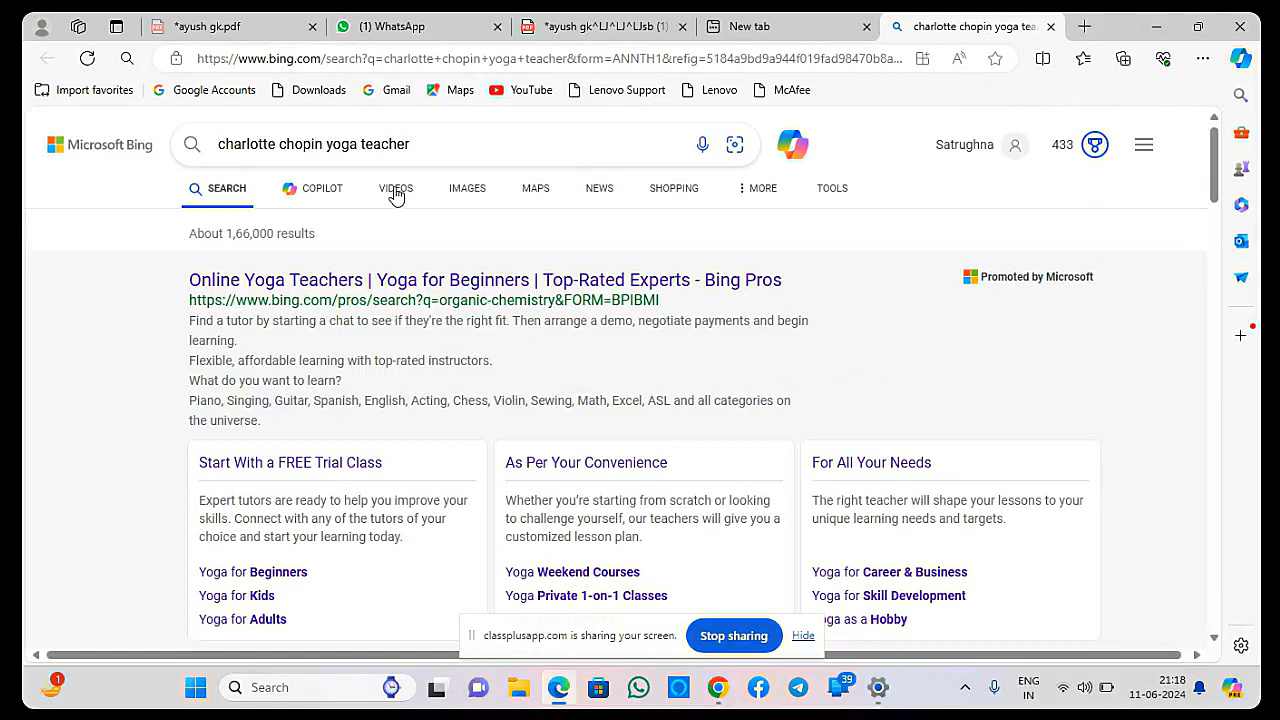 *ayush gk.pdf
(1) WhatsApp
*ayush gk^LJ^LJ^LJsb (1)
New tab
charlotte chopin yoga tea
https://www.bing.com/search?q=charlotte+chopin+yoga+teacher&form=ANNTH1&refig=5184a9bd9a944f019fad98470b8a...
Import favorites
Google Accounts
Downloads
Gmail
Maps
YouTube
Lenovo Support
Lenovo
McAfee
Microsoft Bing
charlotte chopin yoga teacher
Satrughna
433
SEARCH
COPILOT
VIDEOS
IMAGES
MAPS
NEWS
SHOPPING
MORE
TOOLS
About 1,66,000 results
Online Yoga Teachers | Yoga for Beginners | Top-Rated Experts - Bing Pros
Promoted by Microsoft
https://www.bing.com/pros/search?q=organic-chemistry&FORM=BPIBMI
Find a tutor by starting a chat to see if they're the right fit. Then arrange a demo, negotiate payments and begin
learning.
Flexible, affordable learning with top-rated instructors.
What do you want to learn?
Piano, Singing, Guitar, Spanish, English, Acting, Chess, Violin, Sewing, Math, Excel, ASL and all categories on
the universe.
Start With a FREE Trial Class
Expert tutors are ready to help you improve your
skills. Connect with any of the tutors of your
choice and start your learning today.
Yoga for Beginners
Yoga for Kids
Yoga for Adults
As Per Your Convenience
Whether you're starting from scratch or looking
to challenge yourself, our teachers will give you a
customized lesson plan.
Yoga Weekend Courses
Yoga Private 1-on-1 Classes
For All Your Needs
The right teacher will shape your lessons to your
unique learning needs and targets.
Yoga for Career & Business
Yoga for Skill Development
oga as a Hobby
classplusapp.com is sharing your screen.
Stop sharing
Hide
1
Search
39
ENG
IN
21:18
11-06-2024
PRE